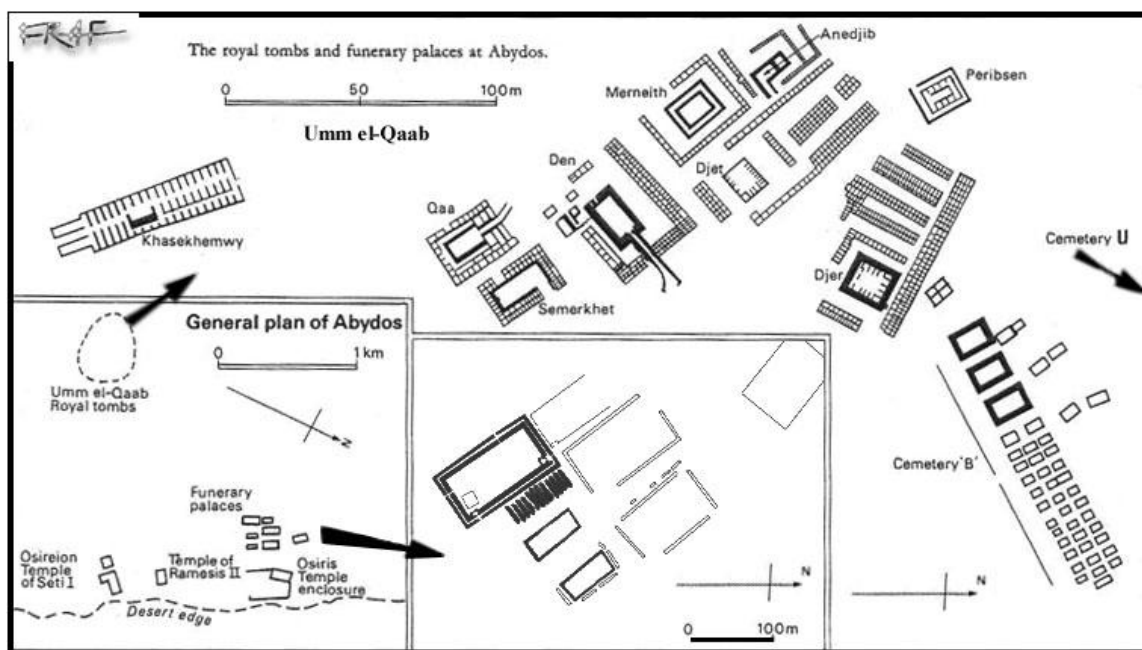 FRAF
The royal tombs and funerary palaces at Abydos.
0 50 100m
Umm el-Qaab
Anedjib
Merneith
Peribsen
Den
Djet
Qaa
Khasekhemwy
Semerkhet
Djer
Cemetery U
Cemetery 'B'
N
General plan of Abydos
0 1 km
Umm el-Qaab
Royal tombs
N
Funerary
palaces
Osireion
Temple
of Seti I
Temple of
Ramesis II
Osiris
Temple
enclosure
Desert edge
N
0 100m